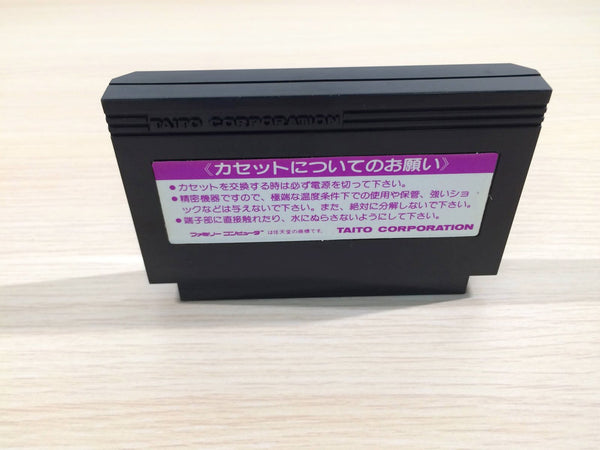 TAITO CORPORATION
《カセットについてのお願い》
●カセットを交換する時は必ず電源を切って下さい。
●精密機器ですので、極端な温度条件下での使用や保管、強いショ
ックなどは与えないで下さい。また、絶対に分解しないで下さい。
●端子部に直接触れたり、水にぬらさないようにして下さい。
ファミリーコンピュータは任天堂の商標です。 TAITO CORPORATION